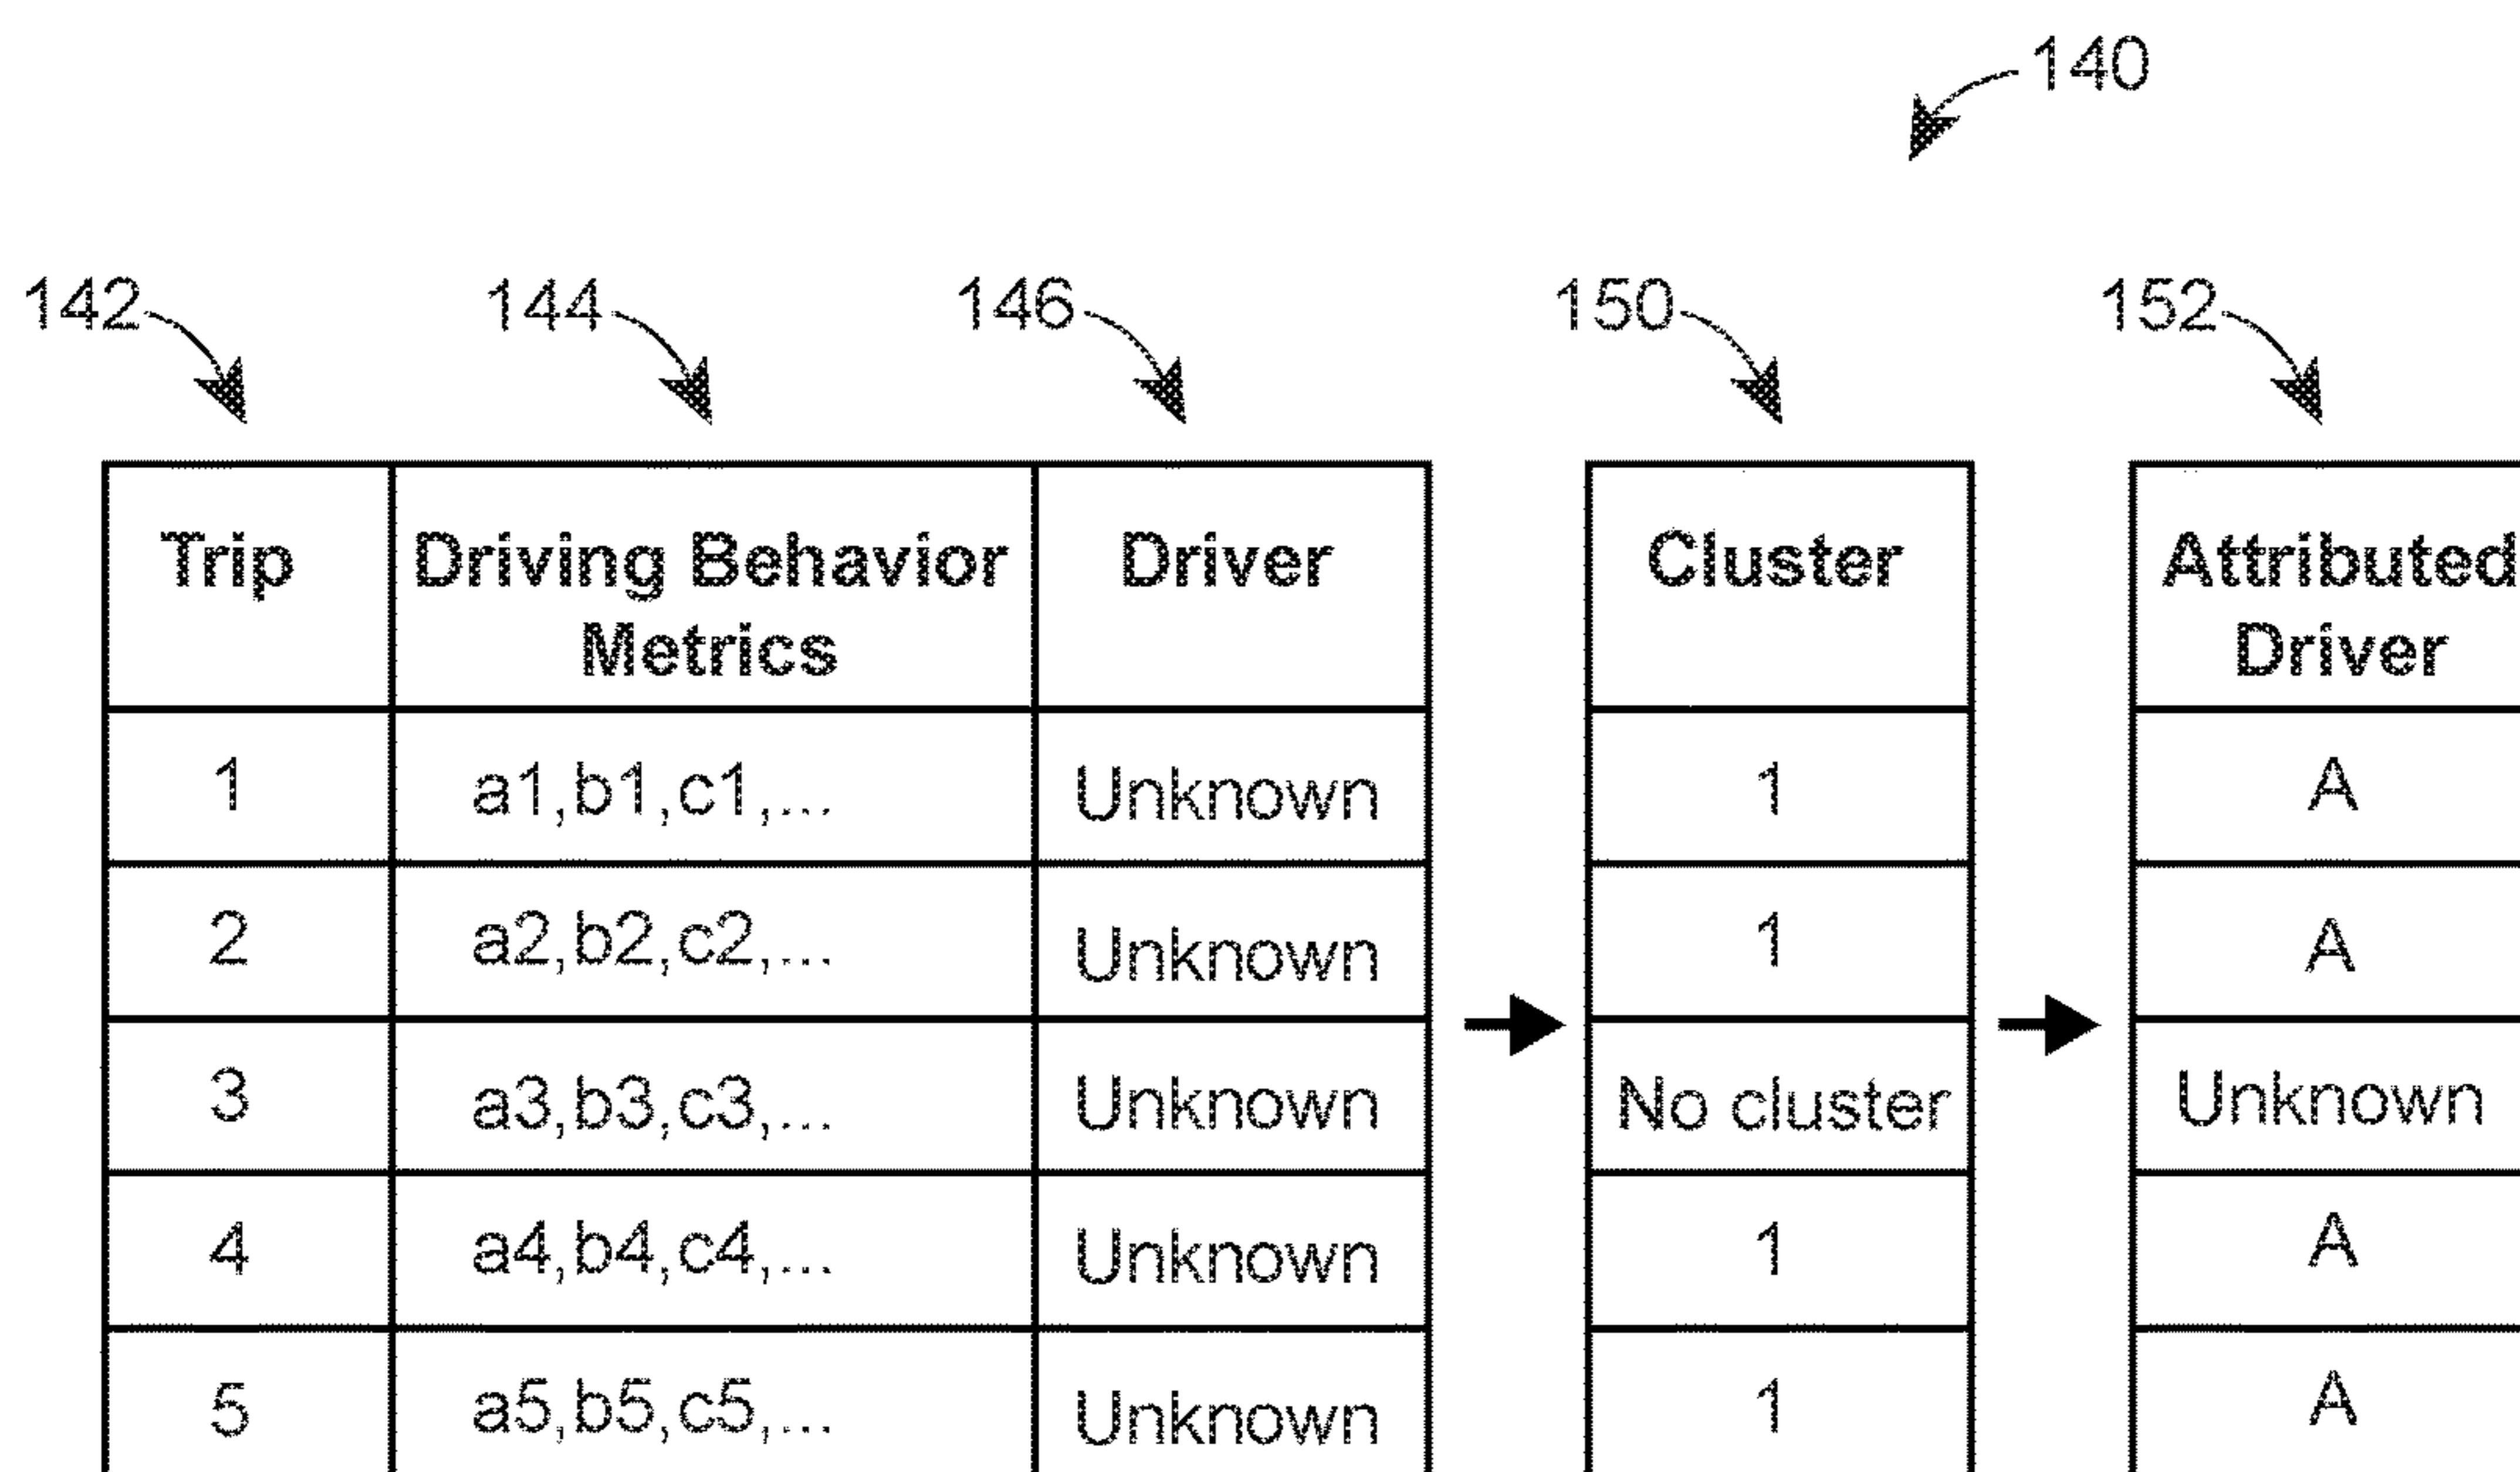 140
142 144 146 150 152
Trip Driving Behavior Driver Cluster Attributed
Metrics Driver
1 a1,b1,c1,... Unknown 1 A
2 a2,b2,c2,... Unknown 1 A
3 a3,b3,c3,... Unknown No cluster Unknown
4 a4,b4,c4,... Unknown 1 A
5 a5,b5,c5,... Unknown 1 A